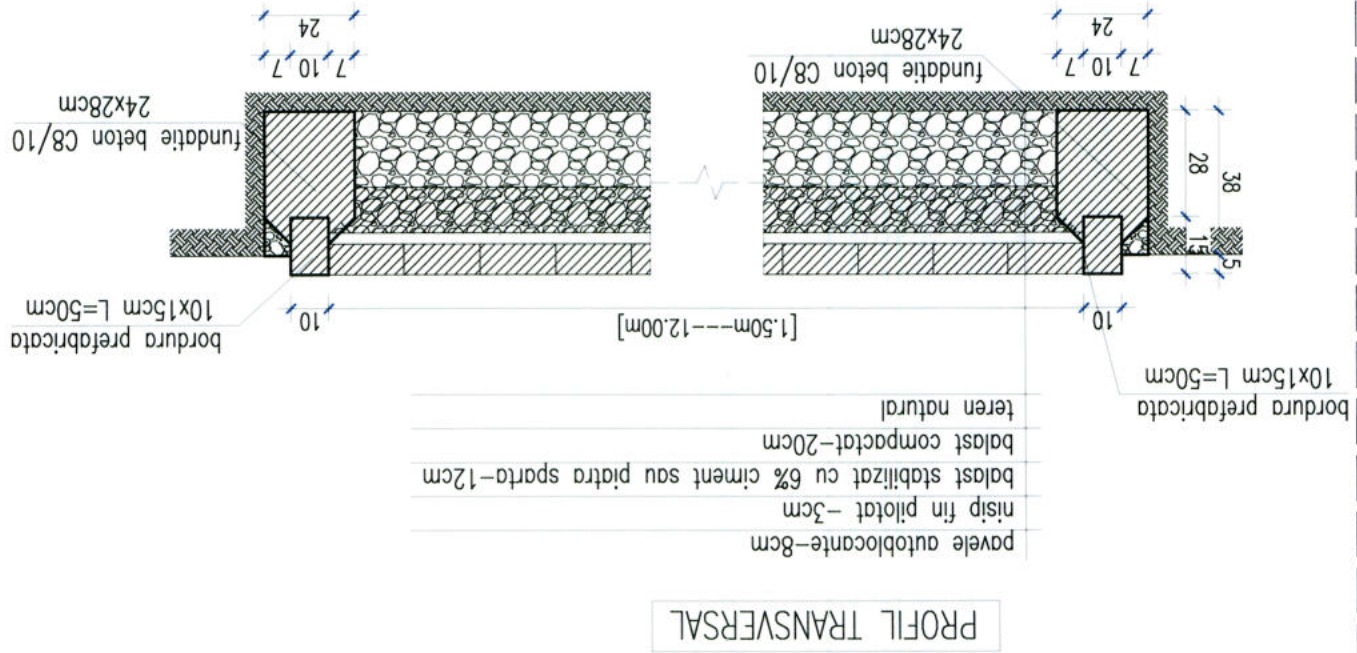 PROFIL TRANSVERSAL
pavele autoblocante-8cm
nisip fin pilotat -3cm
balast stabilizat cu 6% ciment sau piatra sparta-12cm
balast compactat-20cm
teren natural
bordura prefabricata
10x15cm L=50cm
bordura prefabricata
10x15cm L=50cm
10
[1.50m---12.00m]
10
5
15
38
28
fundatie beton C8/10
24x28cm
fundatie beton C8/10
24x28cm
7 10 7
24
7 10 7
24